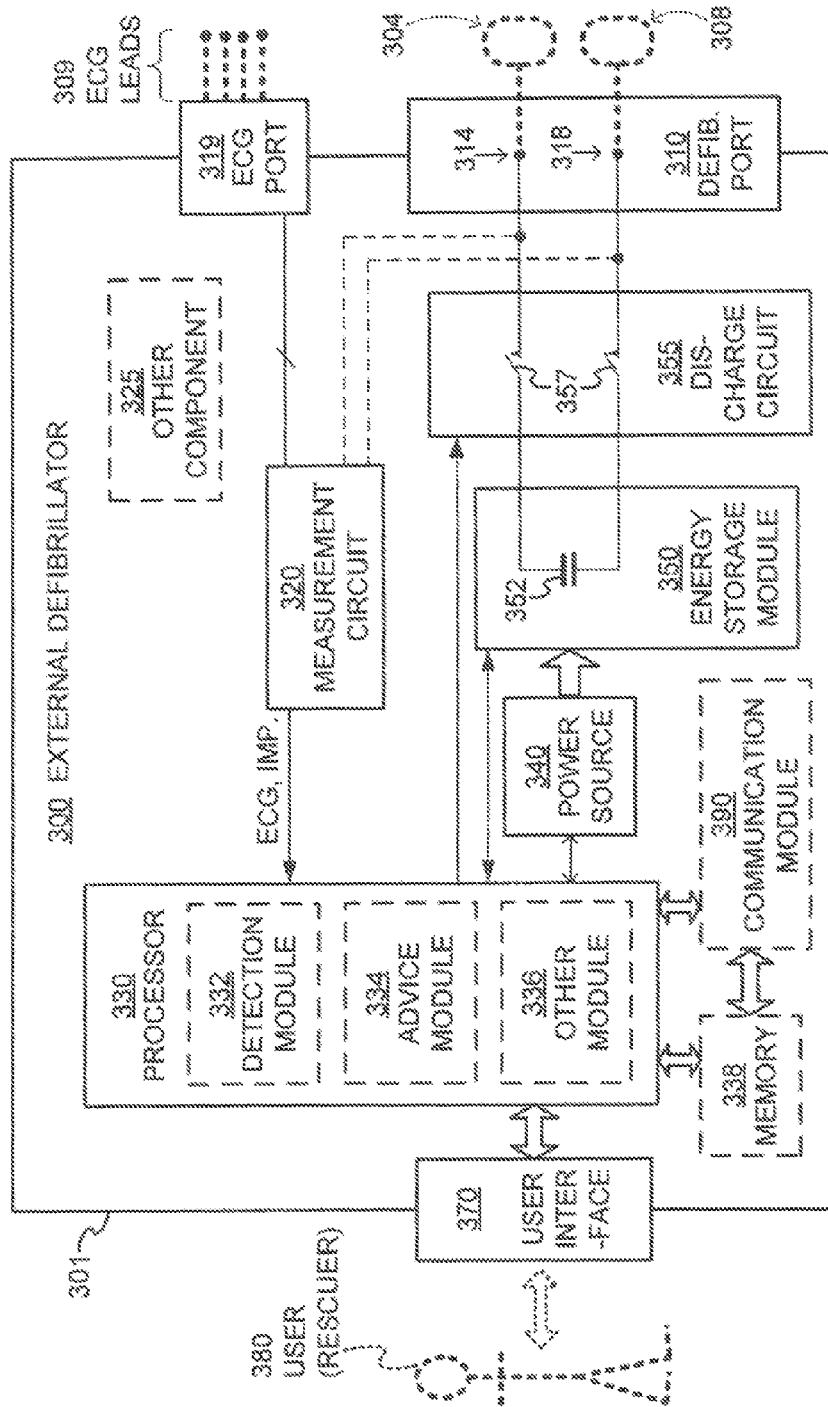 300 EXTERNAL DEFIBRILLATOR
301
380
USER
(RESCUER)
370
USER
INTER
-FACE
330
PROCESSOR
332
DETECTION
MODULE
334
ADVICE
MODULE
336
OTHER
MODULE
338
MEMORY
390
COMMUNICATION
MODULE
ECG, IMP.
320
MEASUREMENT
CIRCUIT
325
OTHER
COMPONENT
340
POWER
SOURCE
352
350
ENERGY
STORAGE
MODULE
357
355
DIS-
CHARGE
CIRCUIT
319
ECG
PORT
309
ECG
LEADS
314
318
310
DEFIB.
PORT
304
308